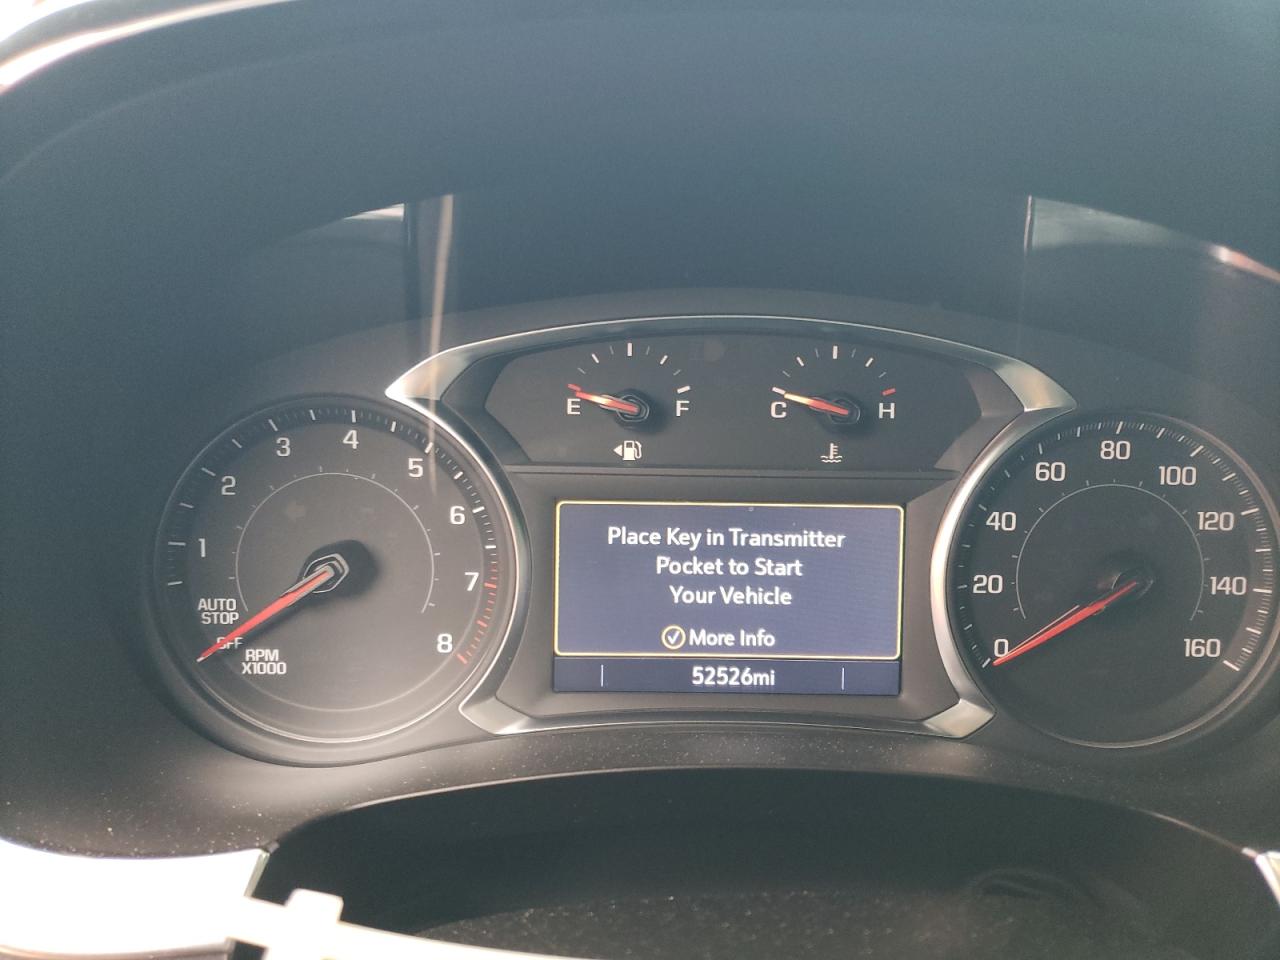 E
F
C
H
1
2
3
4
5
6
7
8
AUTO
STOP
OFF
RPM
X1000
Place Key in Transmitter
Pocket to Start
Your Vehicle
More Info
52526mi
0
20
40
60
80
100
120
140
160